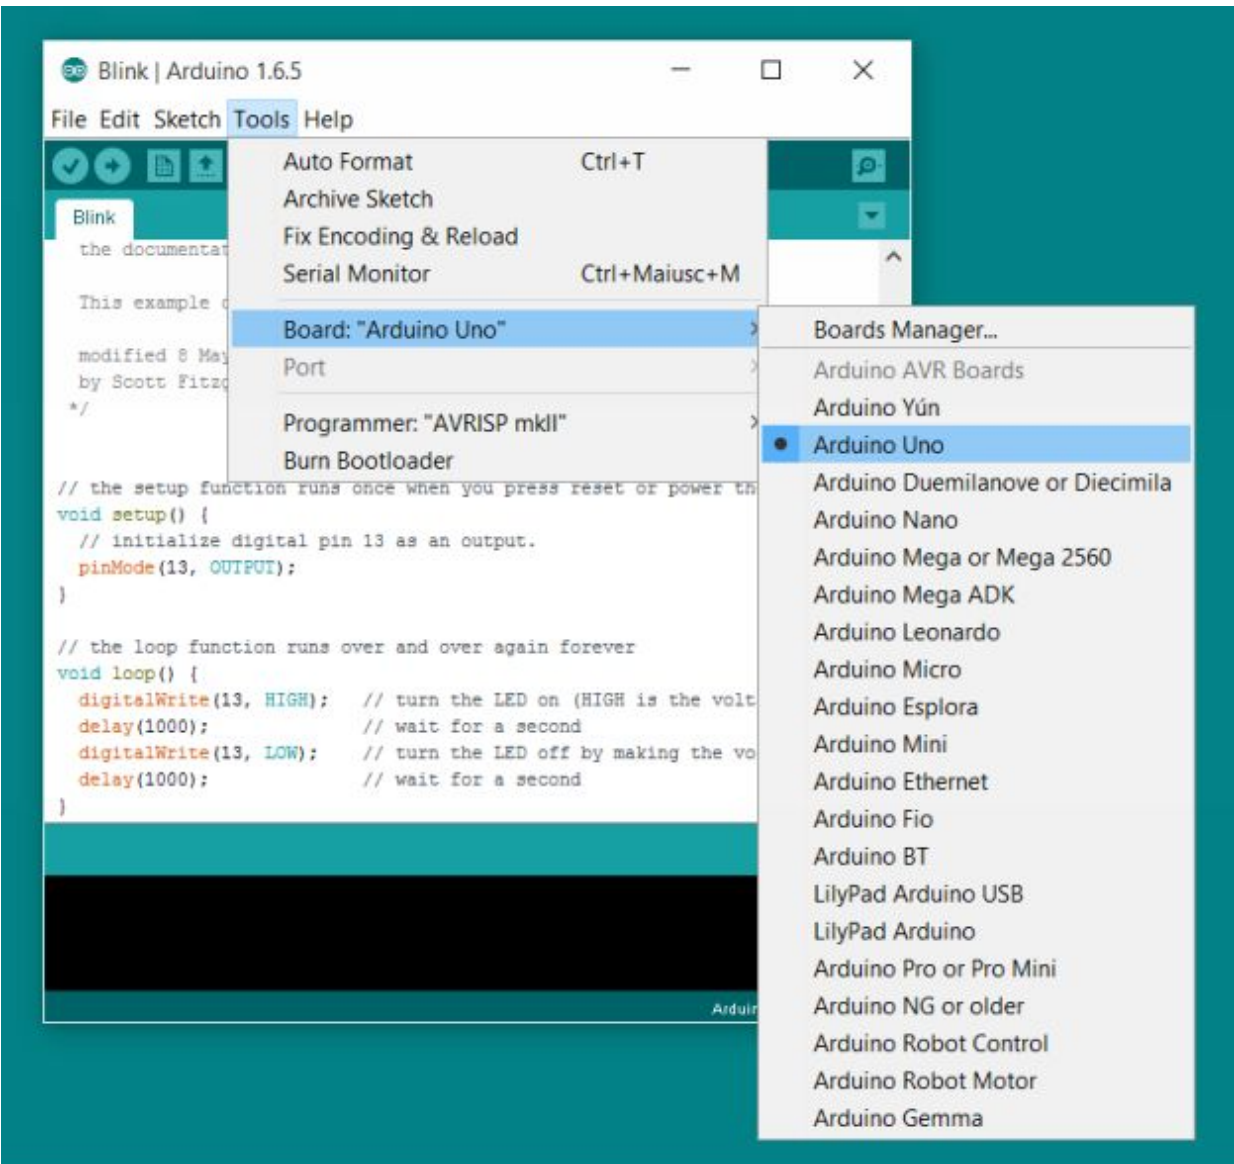 Blink | Arduino 1.6.5
File Edit Sketch Tools Help
Auto Format Ctrl+T
Archive Sketch
Fix Encoding & Reload
Serial Monitor Ctrl+Maiusc+M
Board: "Arduino Uno"
Port
Programmer: "AVRISP mkII"
Burn Bootloader
Boards Manager...
Arduino AVR Boards
Arduino Yún
Arduino Uno
Arduino Duemilanove or Diecimila
Arduino Nano
Arduino Mega or Mega 2560
Arduino Mega ADK
Arduino Leonardo
Arduino Micro
Arduino Esplora
Arduino Mini
Arduino Ethernet
Arduino Fio
Arduino BT
LilyPad Arduino USB
LilyPad Arduino
Arduino Pro or Pro Mini
Arduino NG or older
Arduino Robot Control
Arduino Robot Motor
Arduino Gemma
Blink
the documentat
This example
modified 8 May
by Scott Fitzg
*/
// the setup function runs once when you press reset or power th
void setup() {
// initialize digital pin 13 as an output.
pinMode(13, OUTPUT);
}
// the loop function runs over and over again forever
void loop() {
digitalWrite(13, HIGH); // turn the LED on (HIGH is the volt
delay(1000); // wait for a second
digitalWrite(13, LOW); // turn the LED off by making the vo
delay(1000); // wait for a second
}
Arduin